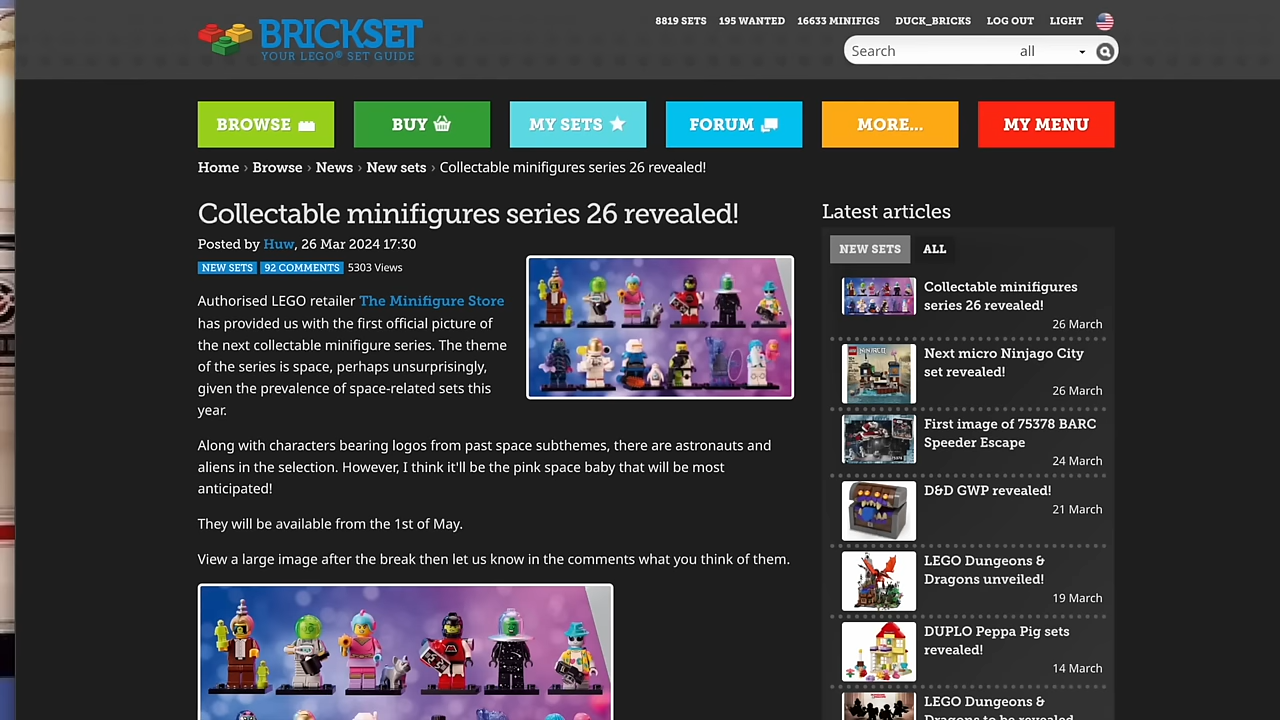 8819 SETS 195 WANTED 16633 MINIFIGS DUCK_BRICKS LOG OUT LIGHT
BRICKSET
YOUR LEGO® SET GUIDE
Search all
BROWSE BUY MY SETS FORUM MORE... MY MENU
Home › Browse › News › New sets › Collectable minifigures series 26 revealed!
Collectable minifigures series 26 revealed!
Posted by Huw, 26 Mar 2024 17:30
NEW SETS 92 COMMENTS 5303 Views
Authorised LEGO retailer The Minifigure Store
has provided us with the first official picture of
the next collectable minifigure series. The theme
of the series is space, perhaps unsurprisingly,
given the prevalence of space-related sets this
year.
Along with characters bearing logos from past space subthemes, there are astronauts and
aliens in the selection. However, I think it'll be the pink space baby that will be most
anticipated!
They will be available from the 1st of May.
View a large image after the break then let us know in the comments what you think of them.
Latest articles
NEW SETS ALL
Collectable minifigures
series 26 revealed!
26 March
Next micro Ninjago City
set revealed!
26 March
First image of 75378 BARC
Speeder Escape
24 March
D&D GWP revealed!
21 March
LEGO Dungeons &
Dragons unveiled!
19 March
DUPLO Peppa Pig sets
revealed!
14 March
LEGO Dungeons &
Dragons to be revealed